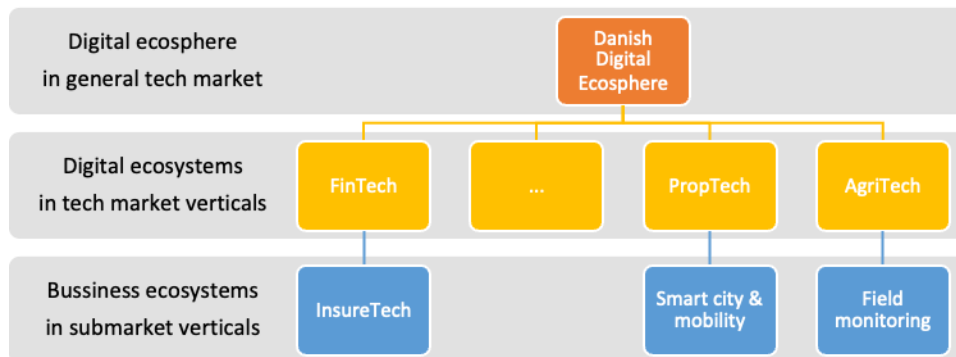 Digital ecosphere
in general tech market
Danish
Digital
Ecosphere
Digital ecosystems
in tech market verticals
FinTech
...
PropTech
AgriTech
Bussiness ecosystems
in submarket verticals
InsureTech
Smart city &
mobility
Field
monitoring